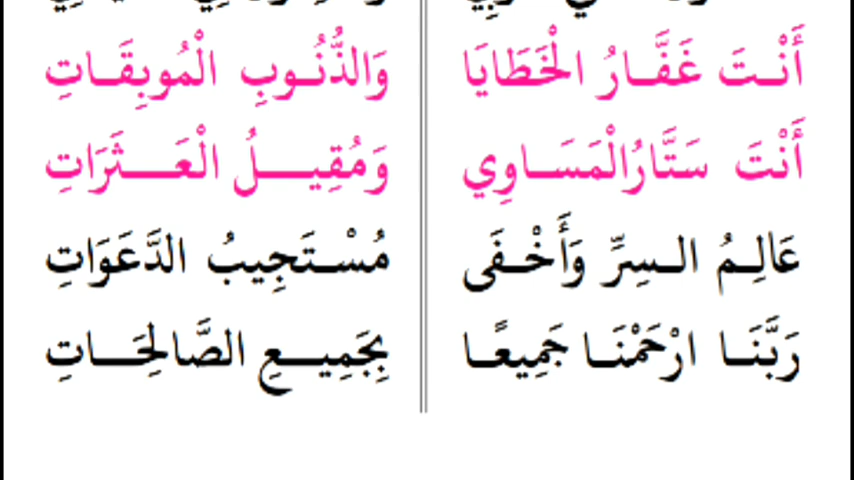 أَنْتَ غَفَّارُ الْخَطَايَا وَالذُّنُوبِ الْمُوبِقَاتِ
أَنْتَ سَتَّارُالْمَسَاوِي وَمُقِيلُ الْعَثَرَاتِ
عَالِمُ السِرِّ وَأَخْفَى مُسْتَجِيبُ الدَّعَوَاتِ
رَبَّنَا ارْحَمْنَا جَمِيعًا بِجَمِيعِ الصَّالِحَاتِ